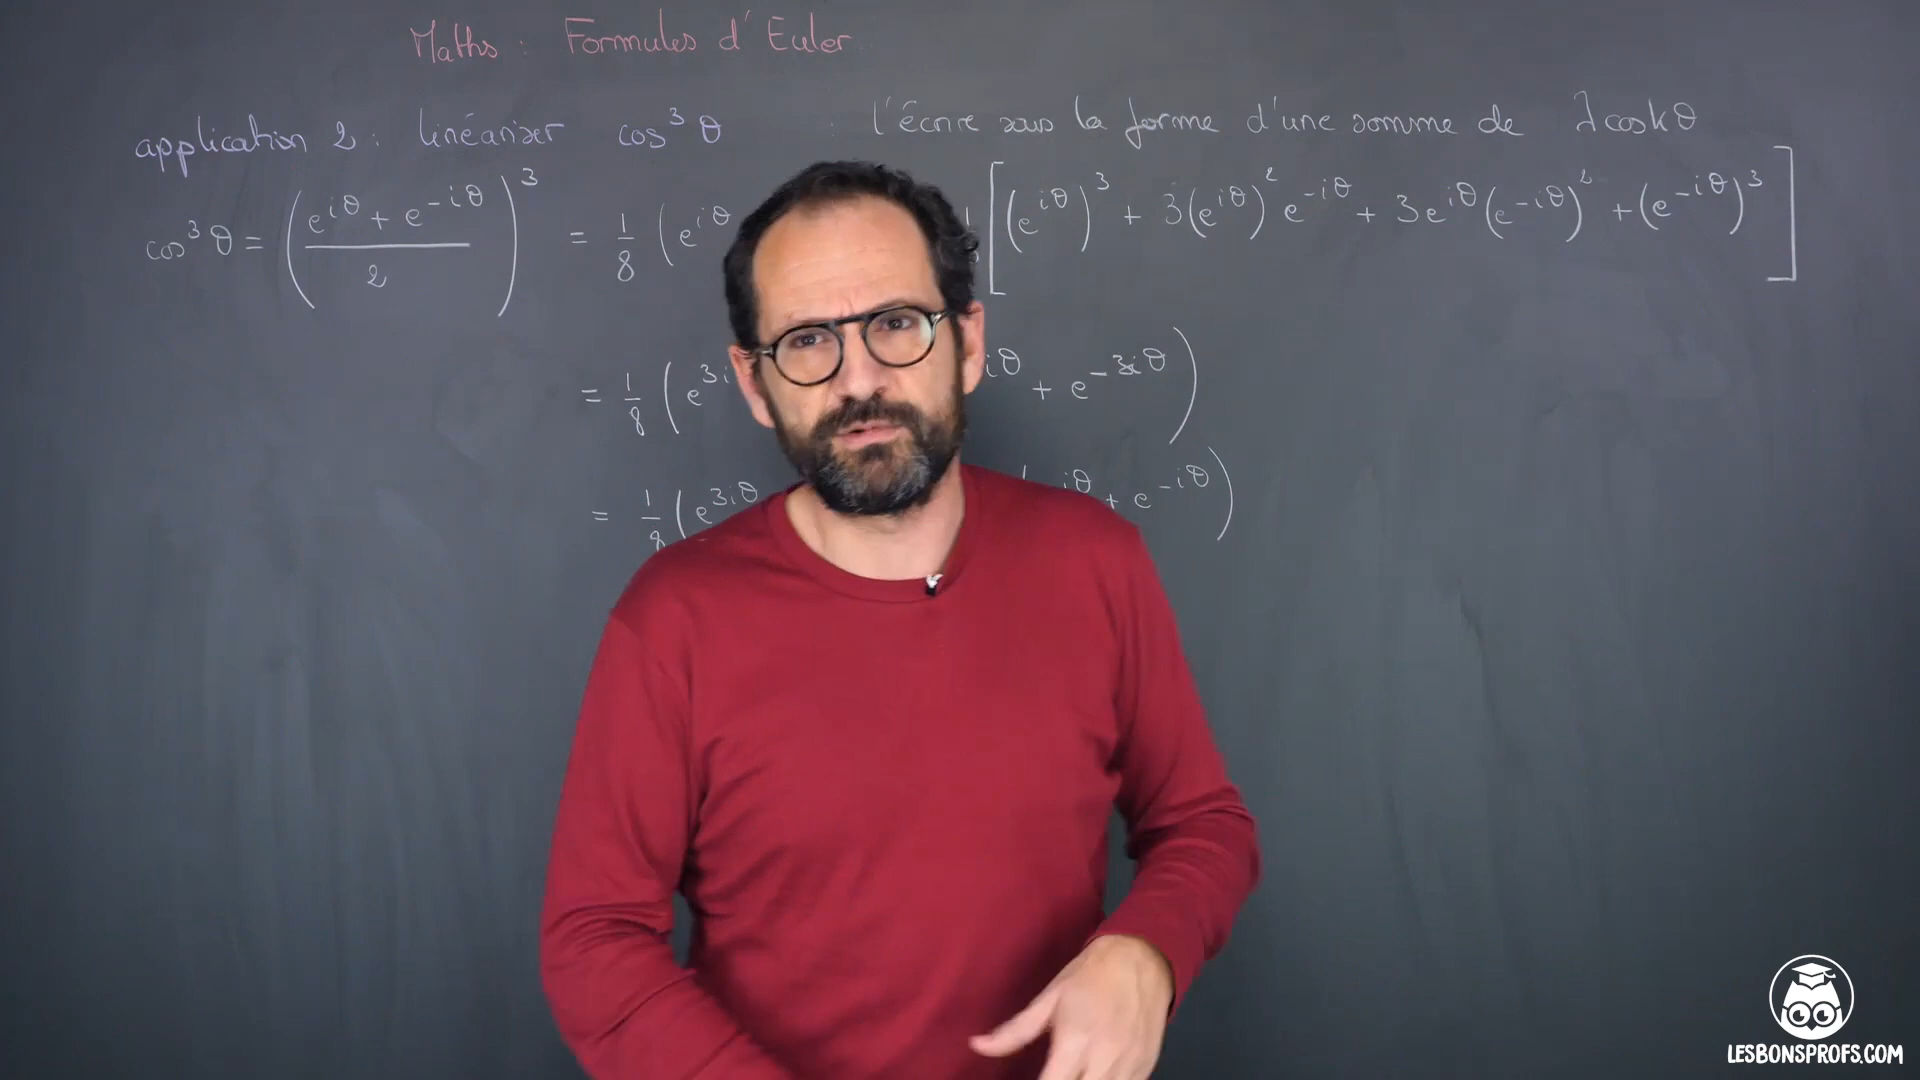 Maths : Formules d'Euler
application 2 : linéariser cos³ θ : l'écrire sous la forme d'une somme de λ cos kθ
cos³ θ = ( (e^{iθ} + e^{-iθ}) / 2 )³ = 1/8 ( e^{iθ} [ (e^{iθ})³ + 3(e^{iθ})² e^{-iθ} + 3e^{iθ} (e^{-iθ})² + (e^{-iθ})³ ]
= 1/8 ( e^{3i iθ + e^{-3iθ} )
= 1/8 ( e^{3iθ} iθ + e^{-iθ} )
LESBONSPROFS.COM